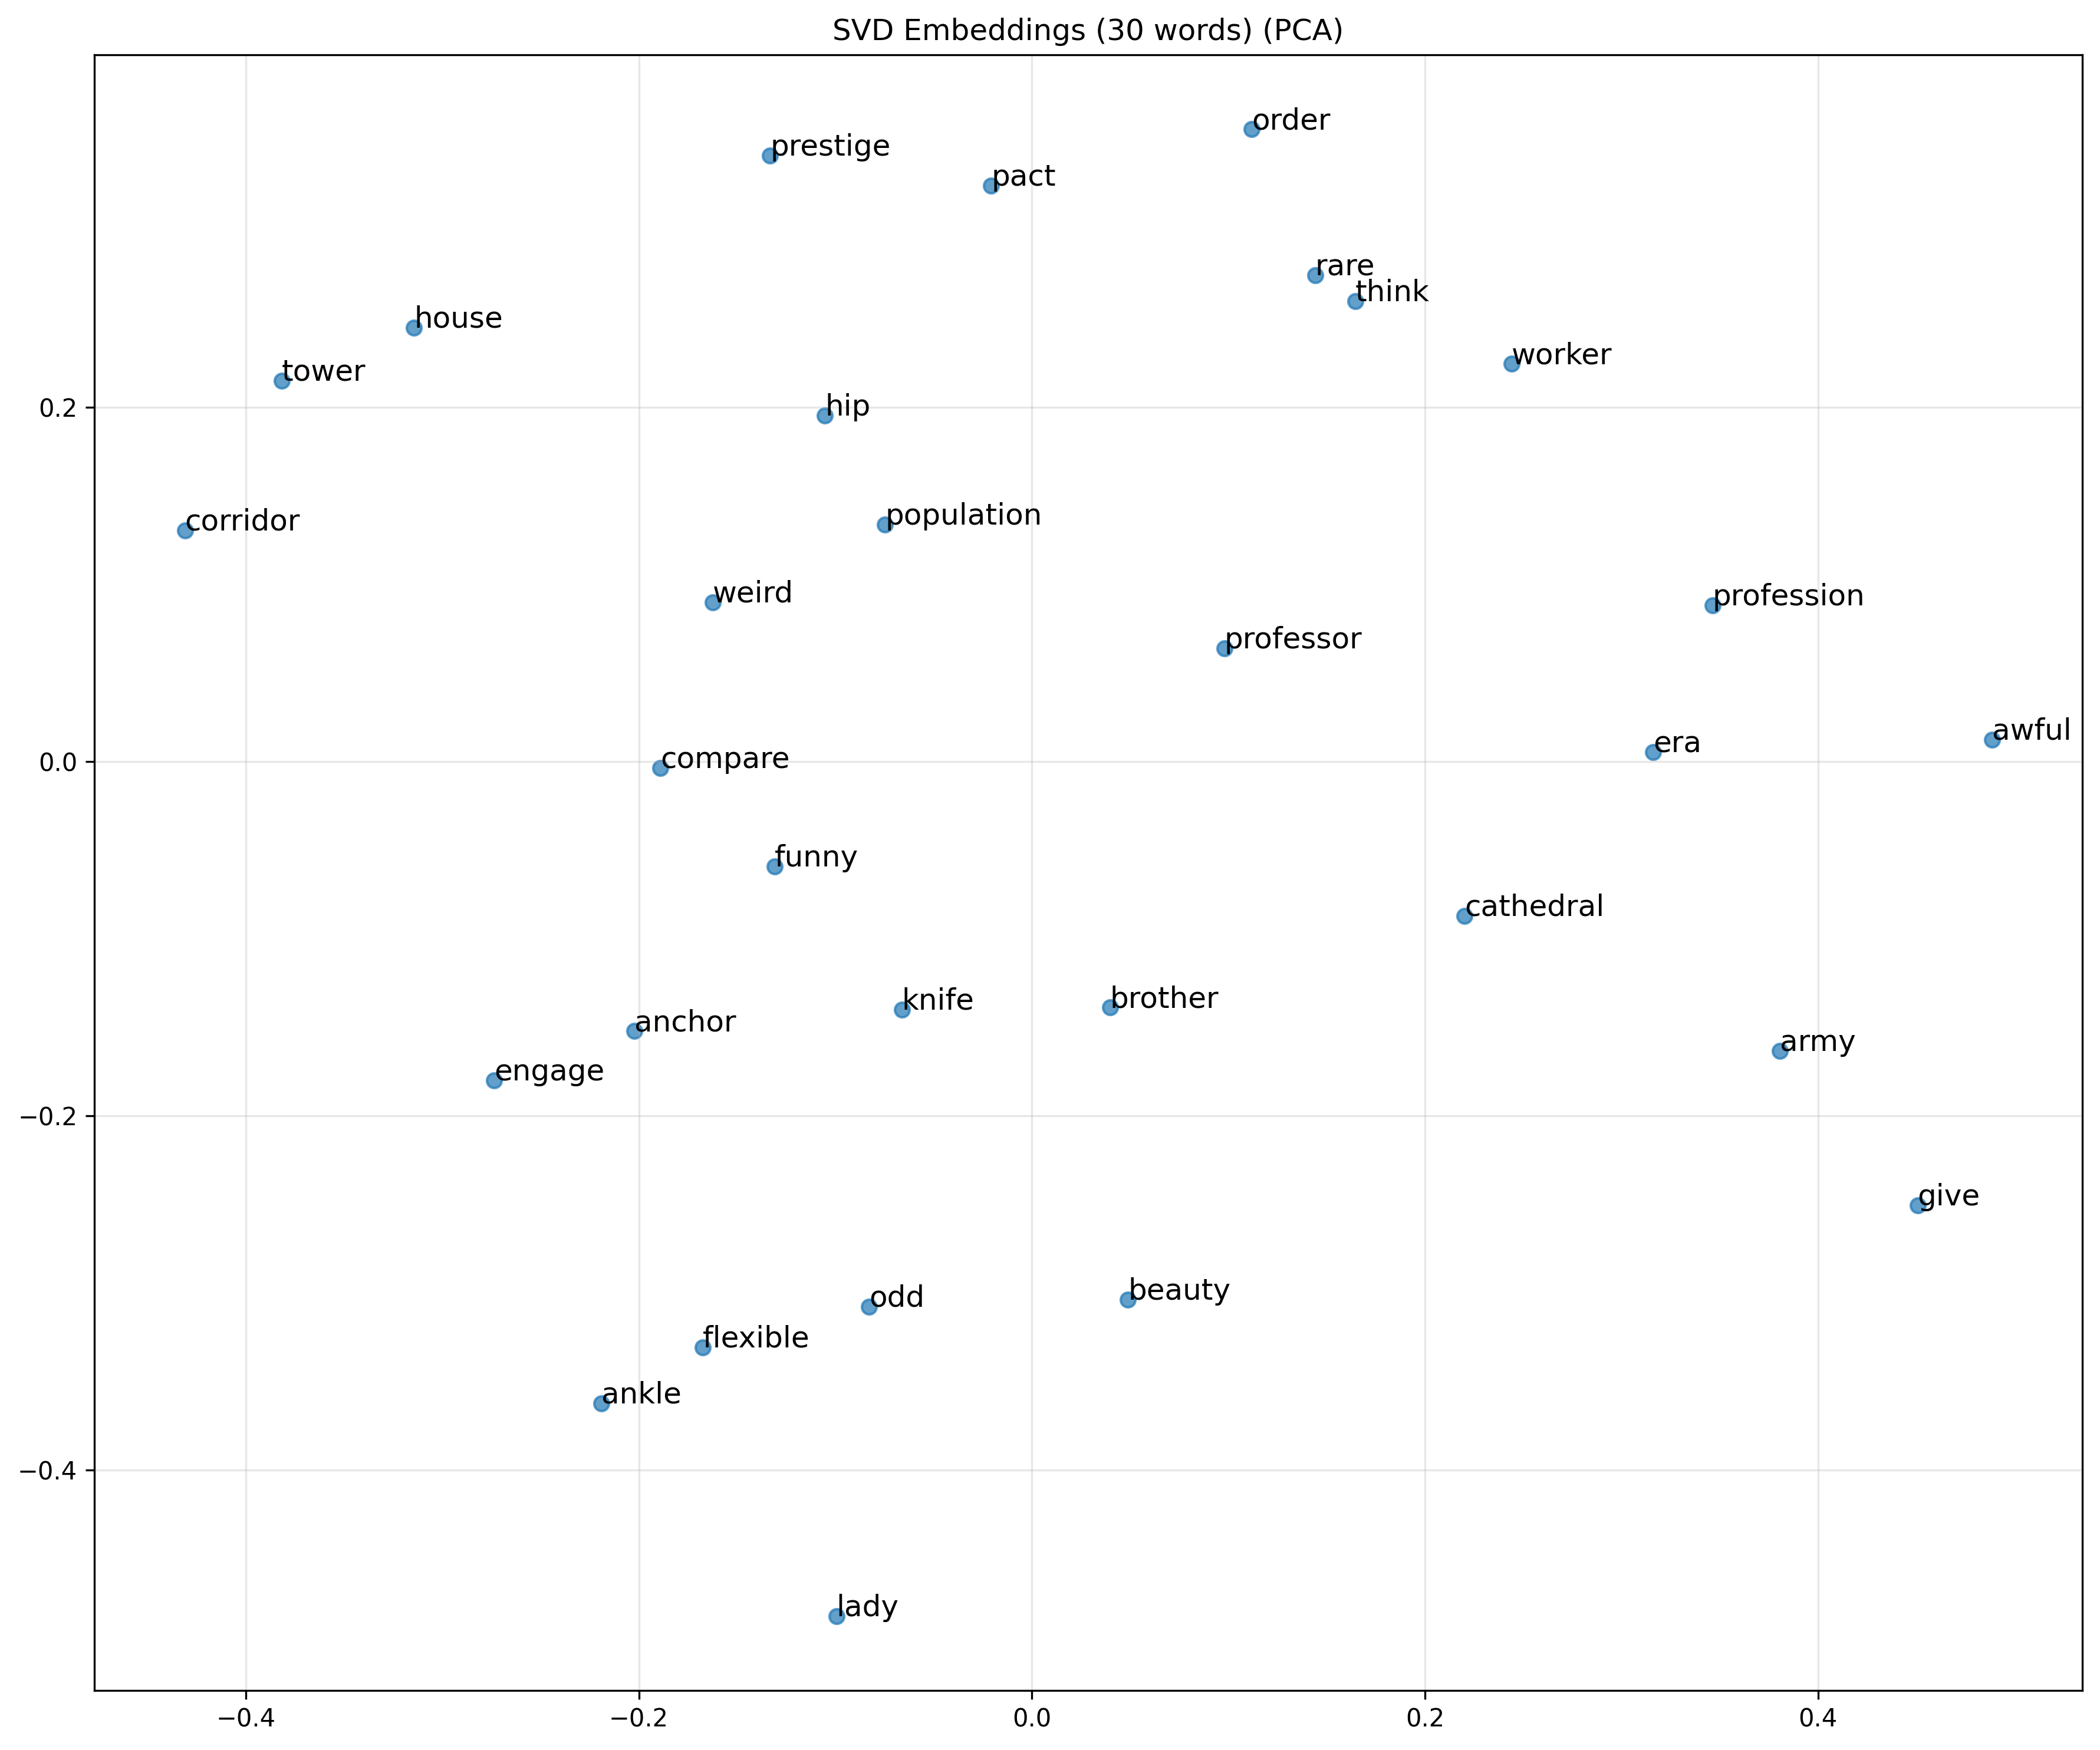 SVD Embeddings (30 words) (PCA)
order
prestige
pact
rare
think
house
worker
tower
0.2
hip
population
corridor
weird
profession
professor
awful
era
0.0
compare
funny
cathedral
brother
knife
anchor
army
engage
−0.2
give
beauty
odd
flexible
ankle
−0.4
lady
−0.4 −0.2 0.0 0.2 0.4